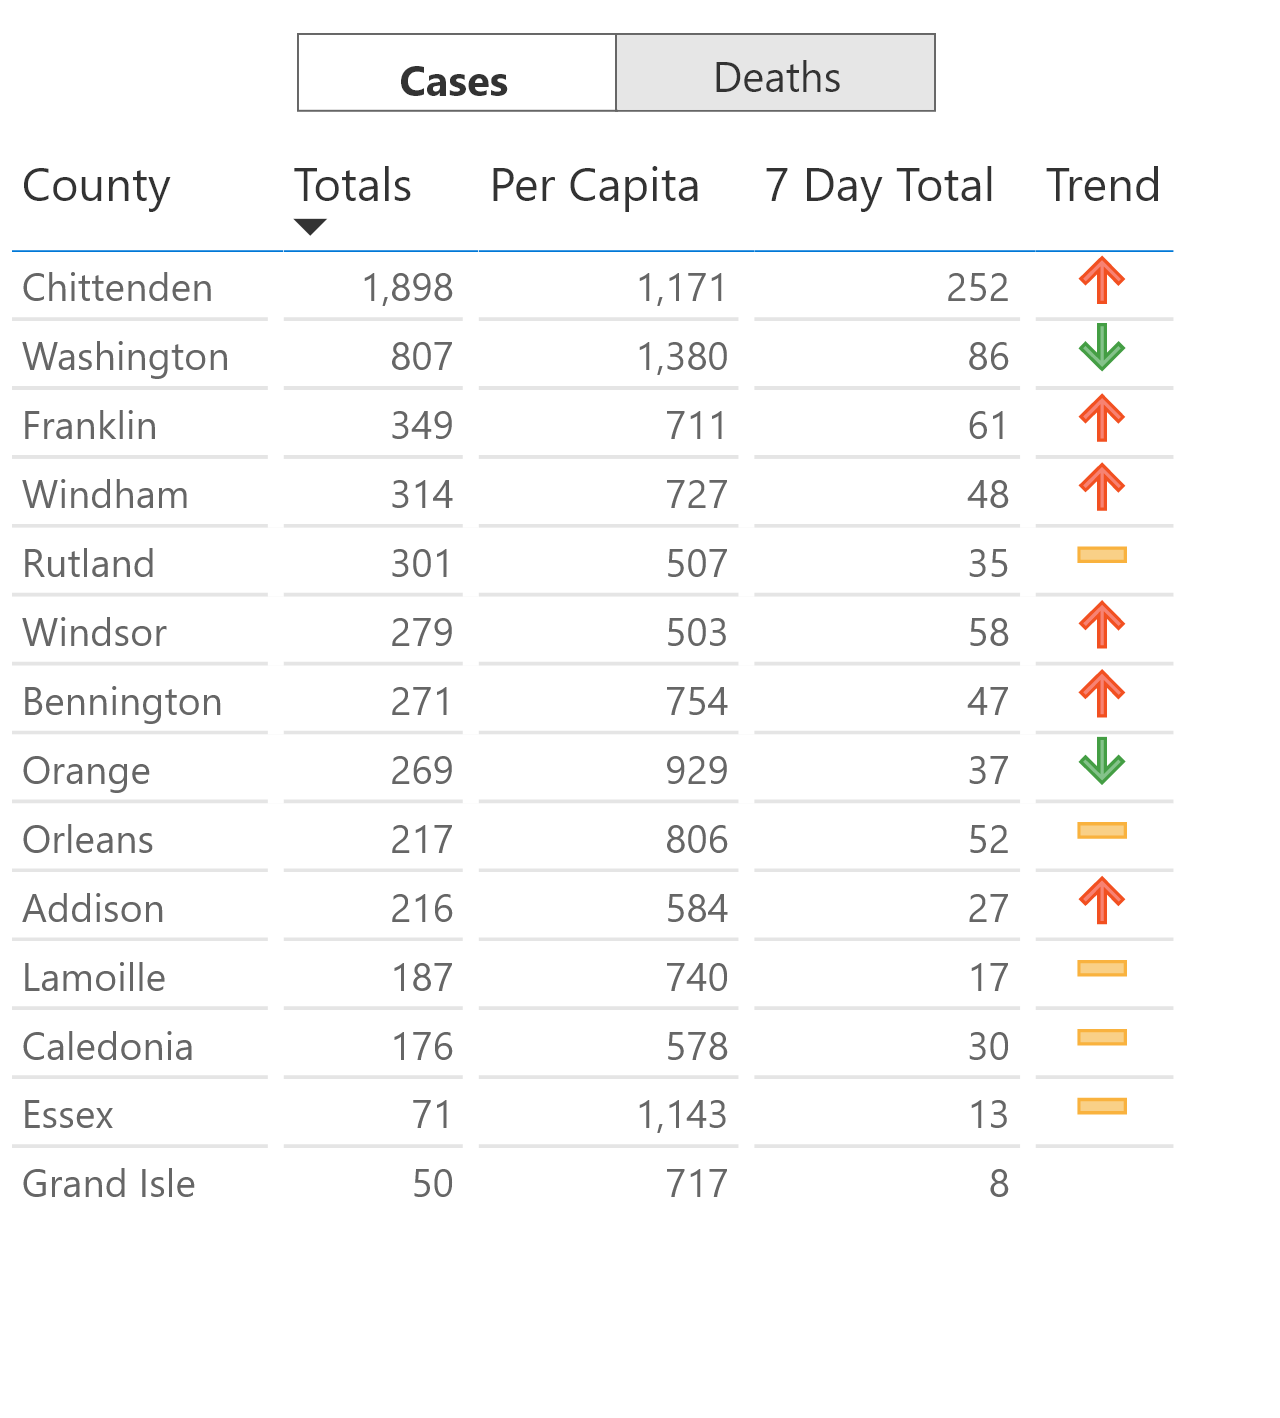 Cases Deaths
County Totals Per Capita 7 Day Total Trend
Chittenden 1,898 1,171 252
Washington 807 1,380 86
Franklin 349 711 61
Windham 314 727 48
Rutland 301 507 35
Windsor 279 503 58
Bennington 271 754 47
Orange 269 929 37
Orleans 217 806 52
Addison 216 584 27
Lamoille 187 740 17
Caledonia 176 578 30
Essex 71 1,143 13
Grand Isle 50 717 8